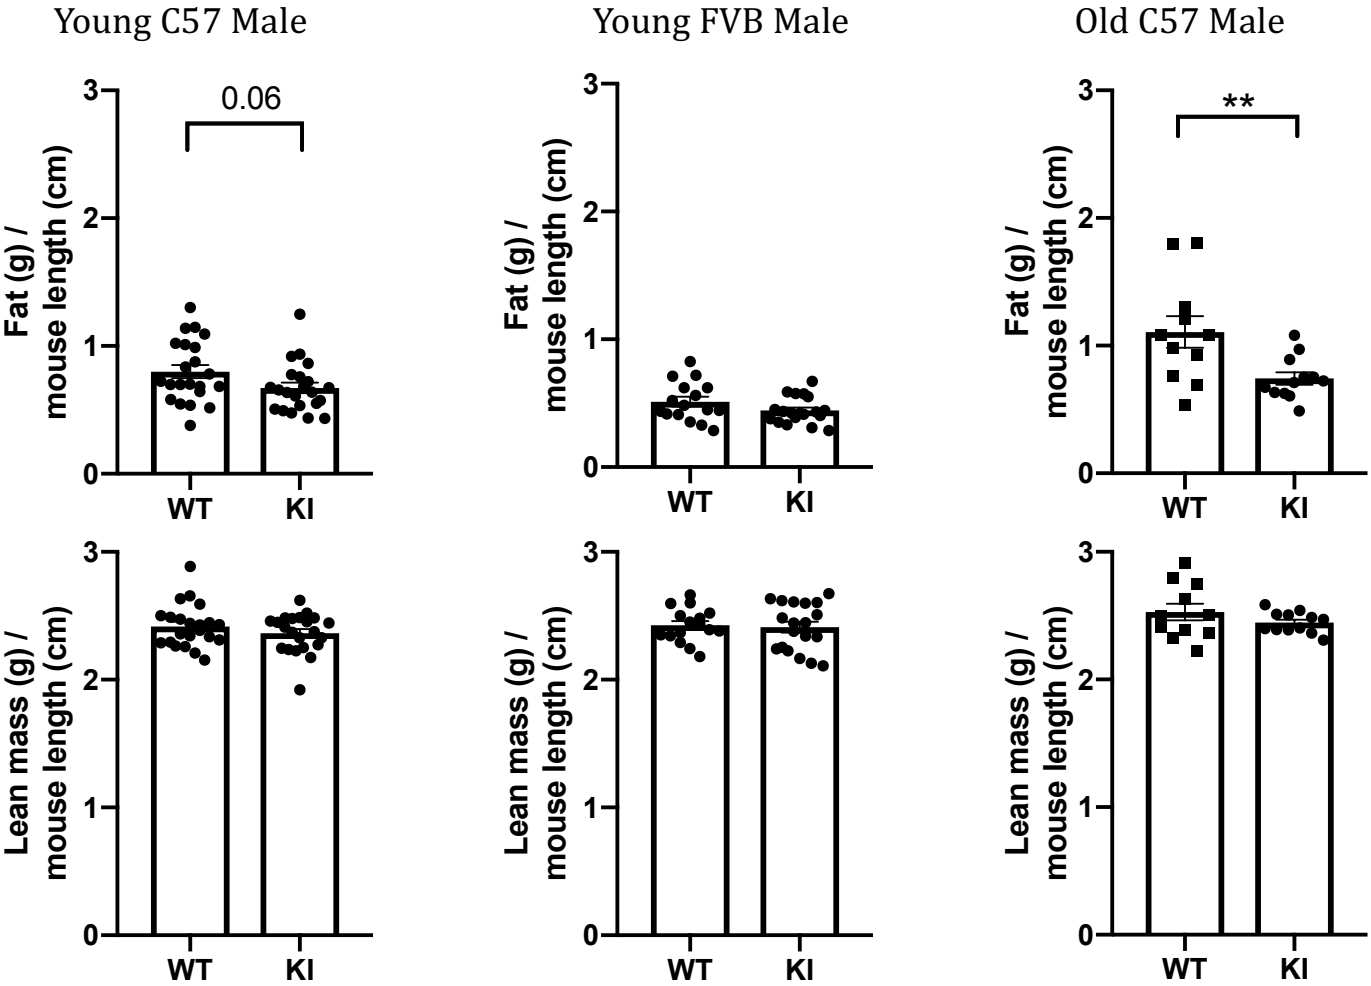 Young C57 Male
Young FVB Male
Old C57 Male
Fat (g) /
mouse length (cm)
3
2
1
0
0.06
WT
KI
Fat (g) /
mouse length (cm)
3
2
1
0
WT
KI
Fat (g) /
mouse length (cm)
3
2
1
0
**
WT
KI
Lean mass (g) /
mouse length (cm)
3
2
1
0
WT
KI
Lean mass (g) /
mouse length (cm)
3
2
1
0
WT
KI
Lean mass (g) /
mouse length (cm)
3
2
1
0
WT
KI